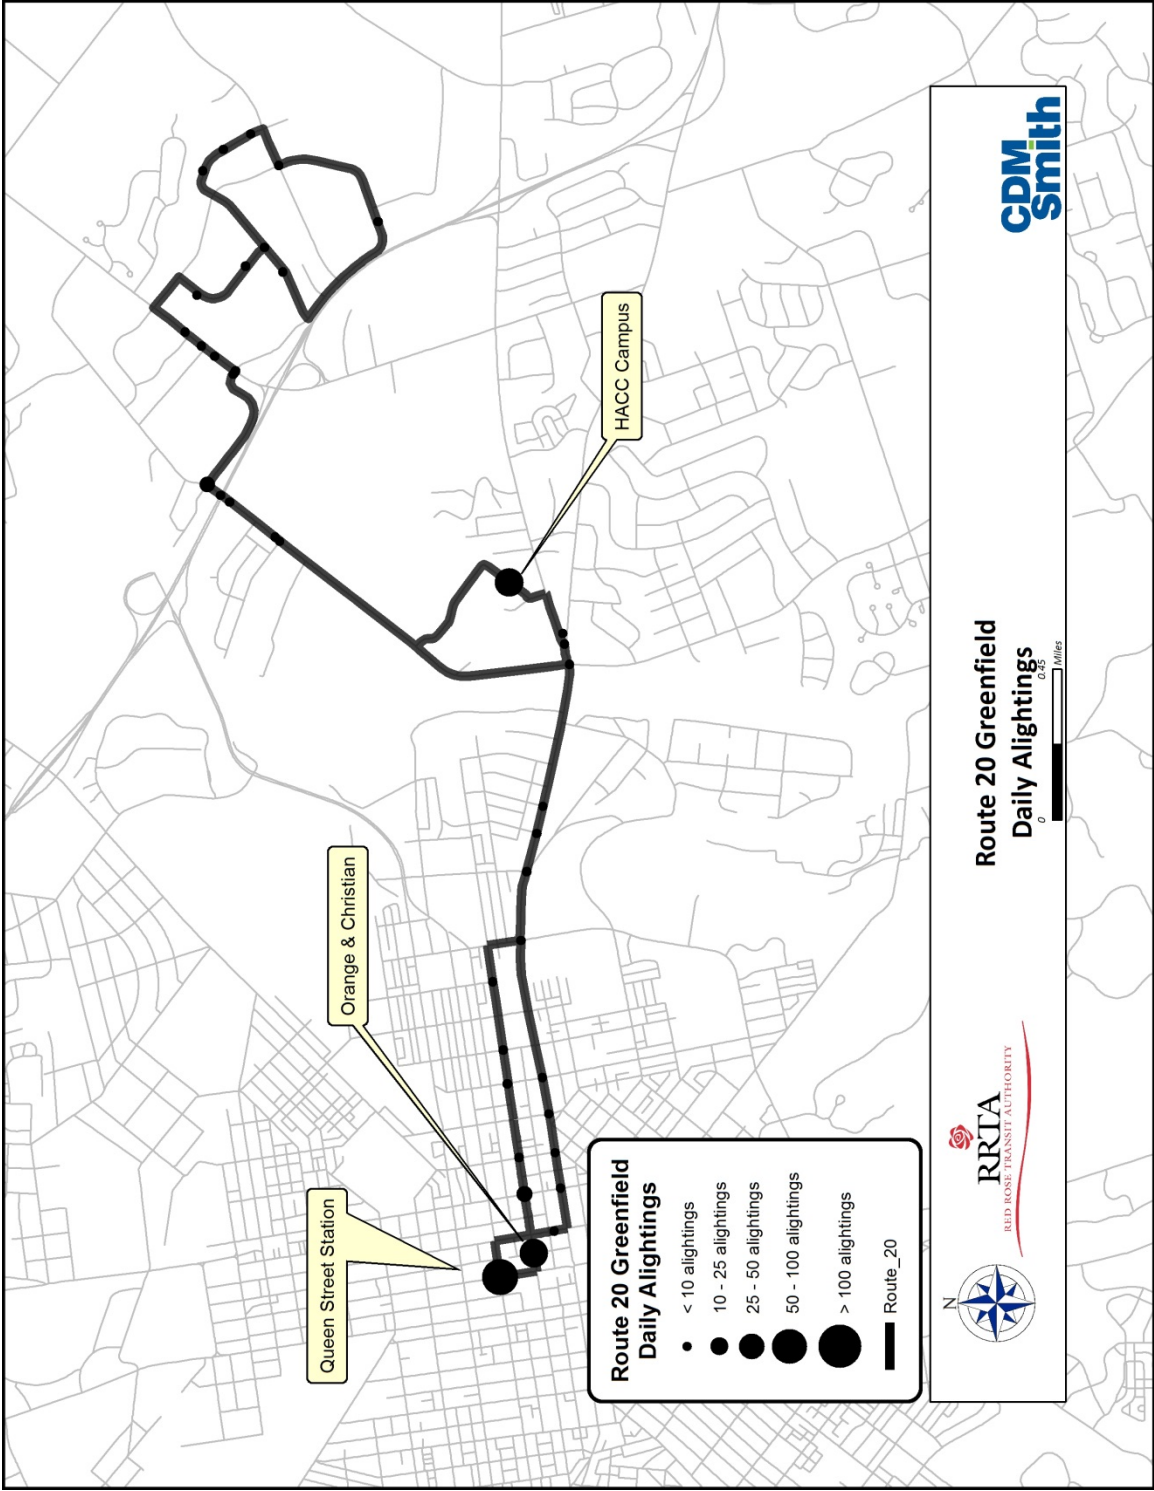 Queen Street Station
Orange & Christian
HACC Campus
Route 20 Greenfield
Daily Alightings
< 10 alightings
10 - 25 alightings
25 - 50 alightings
50 - 100 alightings
> 100 alightings
Route_20
N
RRTA
RED ROSE TRANSIT AUTHORITY
Route 20 Greenfield
Daily Alightings
0
0.45
Miles
CDM
Smith